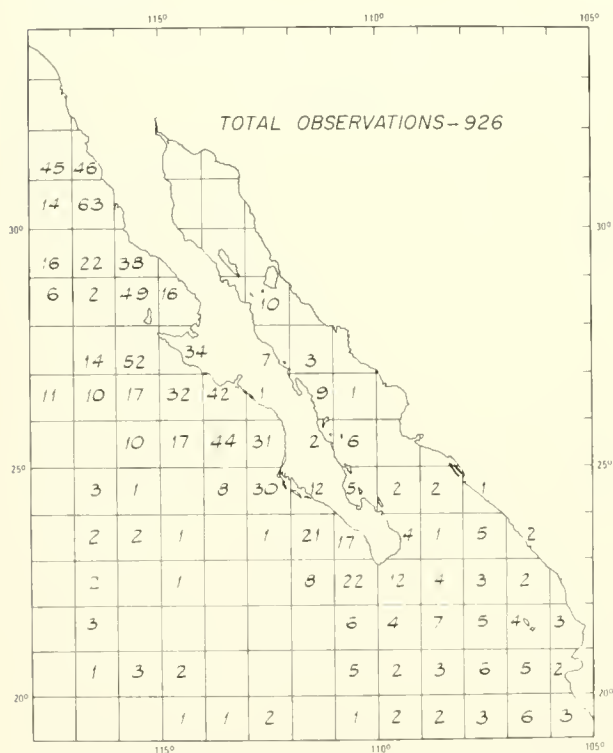 115° 110° 105°
TOTAL OBSERVATIONS-926
45 46
14 63
30° 30°
16 22 38
6 2 49 16 10
34
14 52 7 3
11 10 17 32 42 1 9 1
10 17 44 31 2 6
25° 25°
3 1 8 30 12 5 2 2 1
2 2 1 1 21 17 4 1 5 2
2 1 8 22 12 4 3 2
3 6 4 7 5 4 3
1 3 2 5 2 3 6 5 2
20° 20°
1 1 2 1 2 2 3 6 3
115° 110° 105°